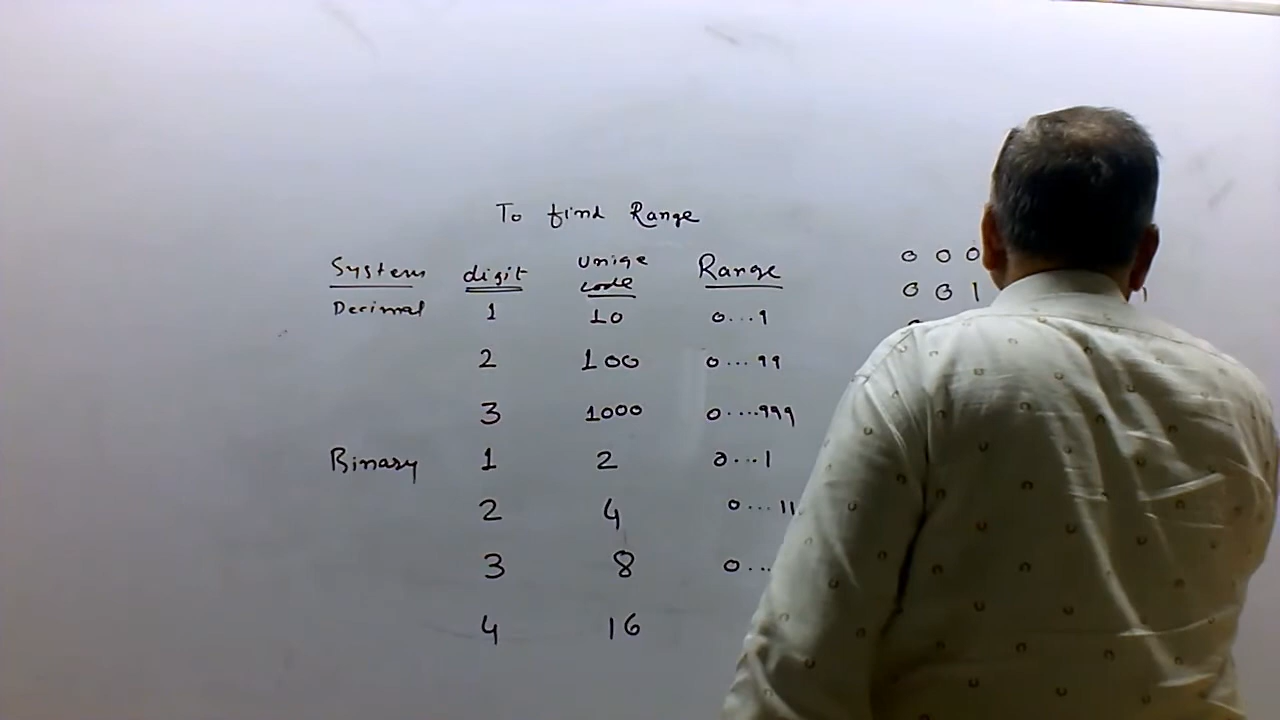 To find Range
System digit uniqe code Range
Decimal 1 10 0...9
2 100 0...99
3 1000 0....999
Binary 1 2 0...1
2 4 0...11
3 8 0...
4 16
0 0 0
0 0 1 1